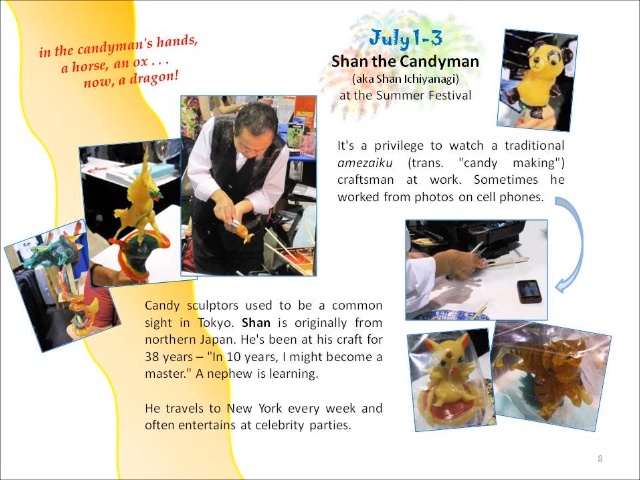 in the candyman's hands,
a horse, an ox . . .
now, a dragon!
July 1-3
Shan the Candyman
(aka Shan Ichiyanagi)
at the Summer Festival
It's a privilege to watch a traditional
amezaiku (trans. "candy making")
craftsman at work. Sometimes he
worked from photos on cell phones.
Candy sculptors used to be a common
sight in Tokyo. Shan is originally from
northern Japan. He's been at his craft for
38 years – "In 10 years, I might become a
master." A nephew is learning.
He travels to New York every week and
often entertains at celebrity parties.
8